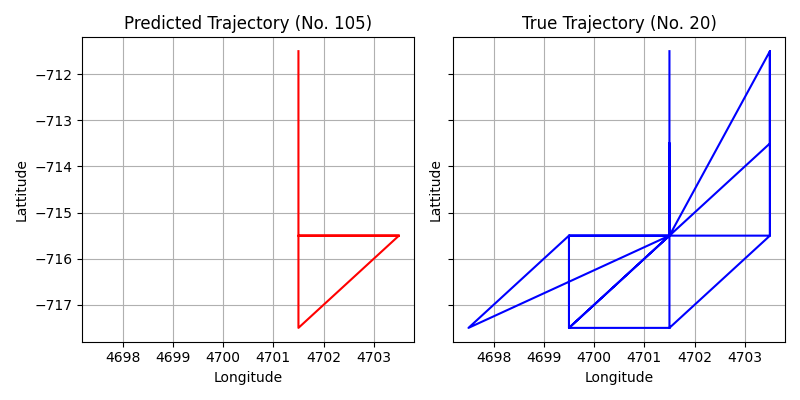 Predicted Trajectory (No. 105)
True Trajectory (No. 20)
−712
−713
−714
−715
−716
−717
Lattitude
Lattitude
4698 4699 4700 4701 4702 4703
4698 4699 4700 4701 4702 4703
Longitude
Longitude